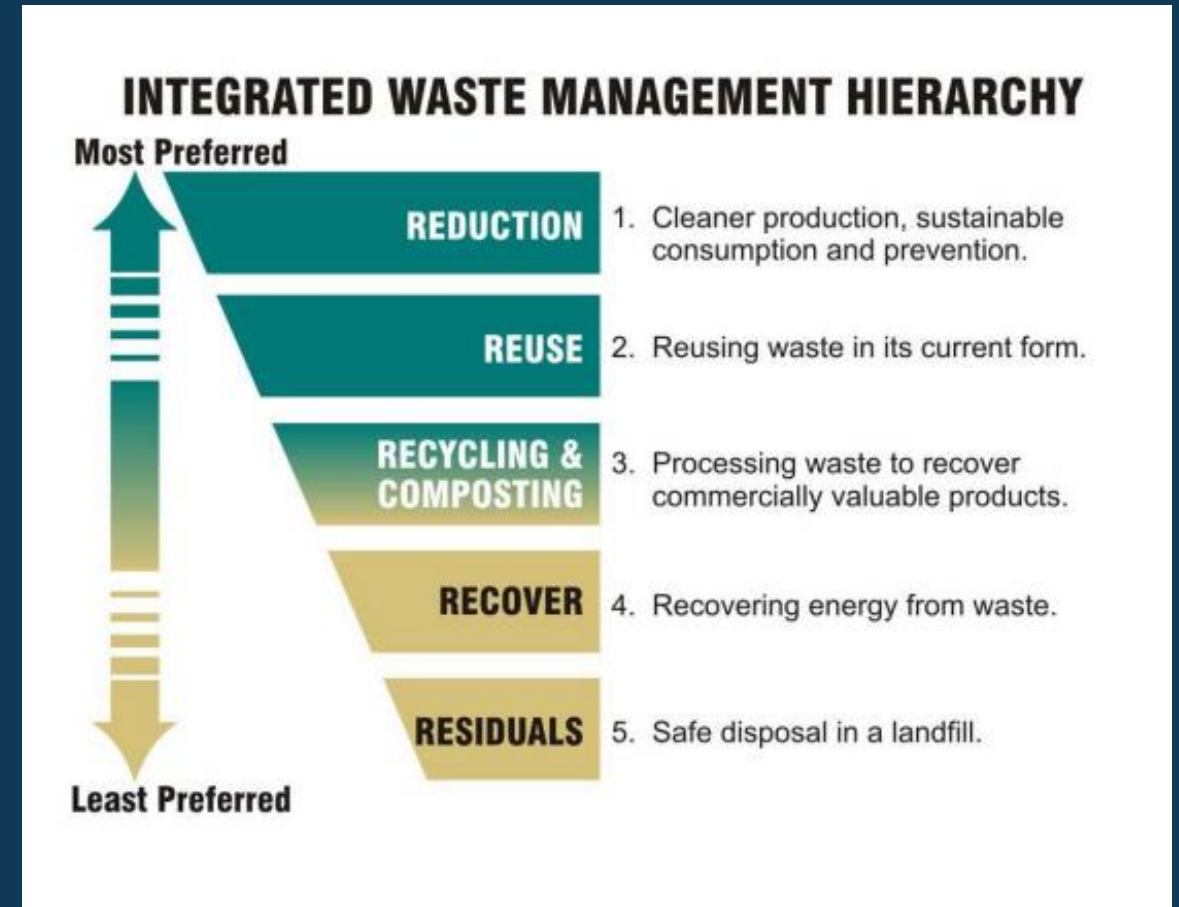 INTEGRATED WASTE MANAGEMENT HIERARCHY
Most Preferred
REDUCTION
1. Cleaner production, sustainable
consumption and prevention.
REUSE
2. Reusing waste in its current form.
RECYCLING &
COMPOSTING
3. Processing waste to recover
commercially valuable products.
RECOVER
4. Recovering energy from waste.
RESIDUALS
5. Safe disposal in a landfill.
Least Preferred